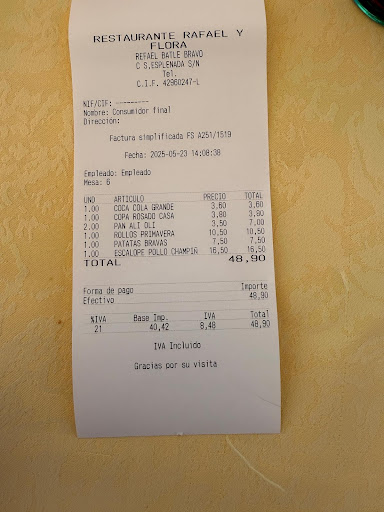 RESTAURANTE RAFAEL Y
FLORA
REFAEL BATLE BRAVO
C S.ESPLENADA S/N
Tel.
C.I.F. 42960247-L
NIF/CIF: ---------
Nombre: Consumidor final
Dirección:
Factura simplificada FS A251/1519
Fecha: 2025-05-23 14:08:38
Empleado: Empleado
Mesa: 6
UND ARTICULO PRECIO TOTAL
1.00 COCA COLA GRANDE 3,60 3,60
1.00 COPA ROSADO CASA 3,80 3,80
2.00 PAN ALI OLI 3,50 7,00
1.00 ROLLOS PRIMAVERA 10,50 10,50
1.00 PATATAS BRAVAS 7,50 7,50
1.00 ESCALOPE POLLO CHAMPIR 16,50 16,50
TOTAL 48,90
Forma de pago Importe
Efectivo 48,90
%IVA Base Imp. IVA Total
21 40,42 8,48 48,90
IVA Incluido
Gracias por su visita